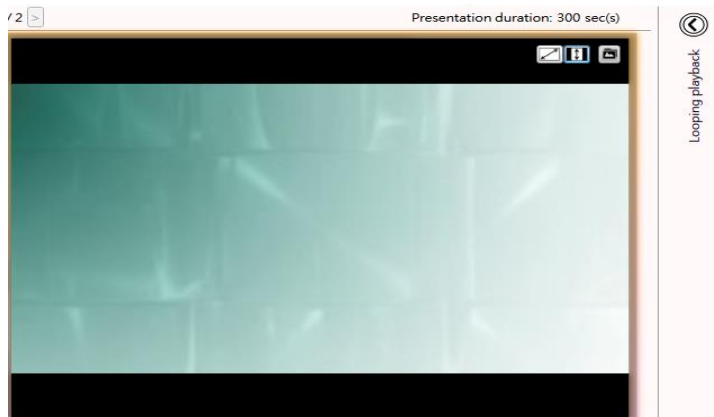 / 2 >
Presentation duration: 300 sec(s)
Looping playback